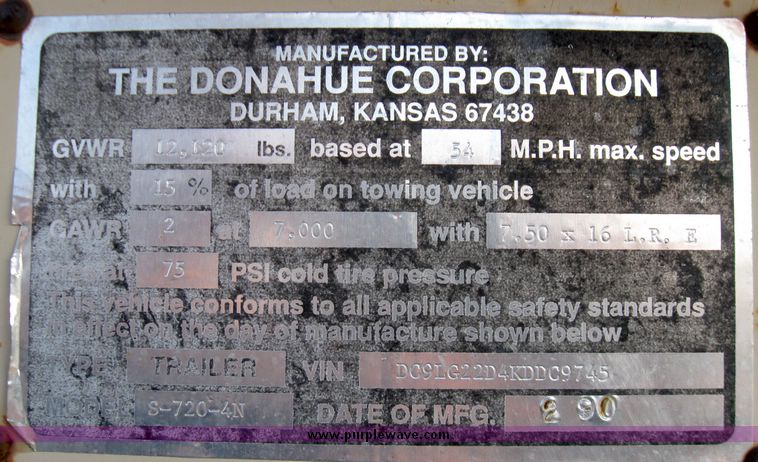 MANUFACTURED BY:
THE DONAHUE CORPORATION
DURHAM, KANSAS 67438
GVWR 12,120 lbs. based at 54 M.P.H. max. speed
with 15 % of load on towing vehicle
GAWR 2 at 7,000 with 7.50 x 16 L.R. E
tires at 75 PSI cold tire pressure
This vehicle conforms to all applicable safety standards
in effect on the day of manufacture shown below
TYPE TRAILER VIN DC9LG22D4KDDC9745
MODEL S-720-4N DATE OF MFG. 2 90
www.purplewave.com